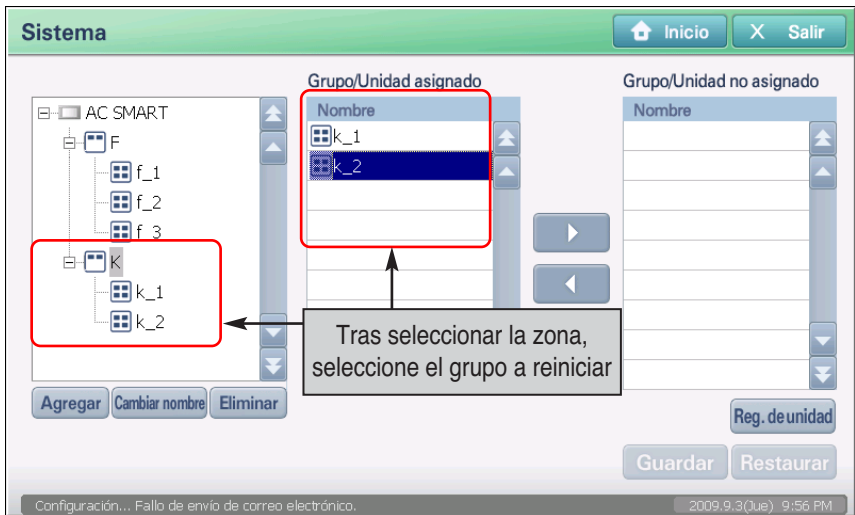 Sistema
Inicio
X Salir
Grupo/Unidad asignado
Grupo/Unidad no asignado
AC SMART
F
f_1
f_2
f_3
K
k_1
k_2
Nombre
k_1
k_2
Nombre
Tras seleccionar la zona,
seleccione el grupo a reiniciar
Agregar
Cambiar nombre
Eliminar
Reg. de unidad
Guardar
Restaurar
Configuración... Fallo de envío de correo electrónico.
2009.9.3(Jue) 9:56 PM